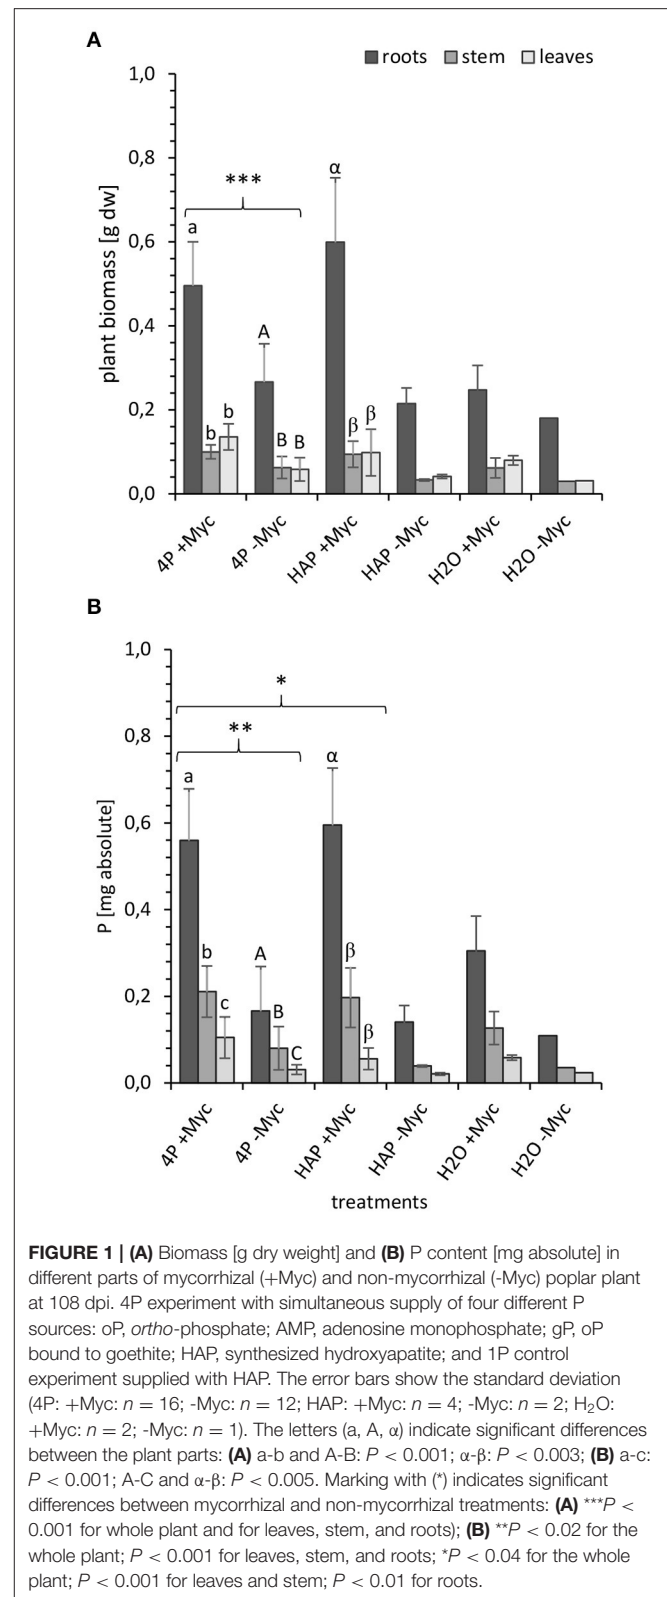 A
roots stem leaves
1,0
0,8
0,6
0,4
0,2
0,0
plant biomass [g dw]
***
a
b
b
A
B
B
α
β
β
4P +Myc
4P -Myc
HAP +Myc
HAP -Myc
H2O +Myc
H2O -Myc
B
1,0
0,8
0,6
0,4
0,2
0,0
P [mg absolute]
*
**
a
b
c
A
B
C
α
β
β
4P +Myc
4P -Myc
HAP +Myc
HAP -Myc
H2O +Myc
H2O -Myc
treatments
FIGURE 1 | (A) Biomass [g dry weight] and (B) P content [mg absolute] in
different parts of mycorrhizal (+Myc) and non-mycorrhizal (-Myc) poplar plant
at 108 dpi. 4P experiment with simultaneous supply of four different P
sources: oP, ortho-phosphate; AMP, adenosine monophosphate; gP, oP
bound to goethite; HAP, synthesized hydroxyapatite; and 1P control
experiment supplied with HAP. The error bars show the standard deviation
(4P: +Myc: n = 16; -Myc: n = 12; HAP: +Myc: n = 4; -Myc: n = 2; H₂O:
+Myc: n = 2; -Myc: n = 1). The letters (a, A, α) indicate significant differences
between the plant parts: (A) a-b and A-B: P < 0.001; α-β: P < 0.003; (B) a-c:
P < 0.001; A-C and α-β: P < 0.005. Marking with (*) indicates significant
differences between mycorrhizal and non-mycorrhizal treatments: (A) ***P <
0.001 for whole plant and for leaves, stem, and roots); (B) **P < 0.02 for the
whole plant; P < 0.001 for leaves, stem, and roots; *P < 0.04 for the whole
plant; P < 0.001 for leaves and stem; P < 0.01 for roots.